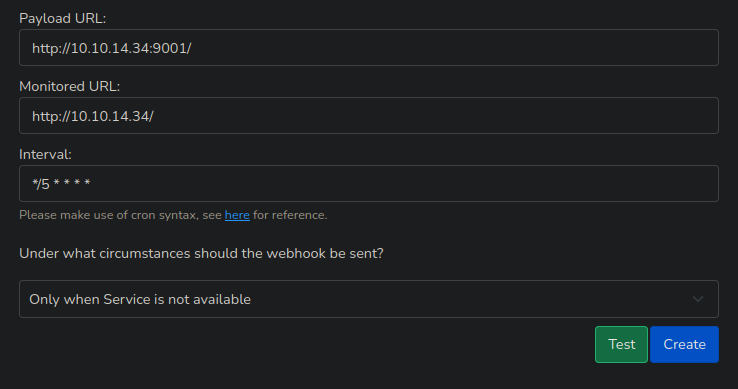 Payload URL:
http://10.10.14.34:9001/
Monitored URL:
http://10.10.14.34/
Interval:
*/5 * * * *
Please make use of cron syntax, see here for reference.
Under what circumstances should the webhook be sent?
Only when Service is not available
Test Create